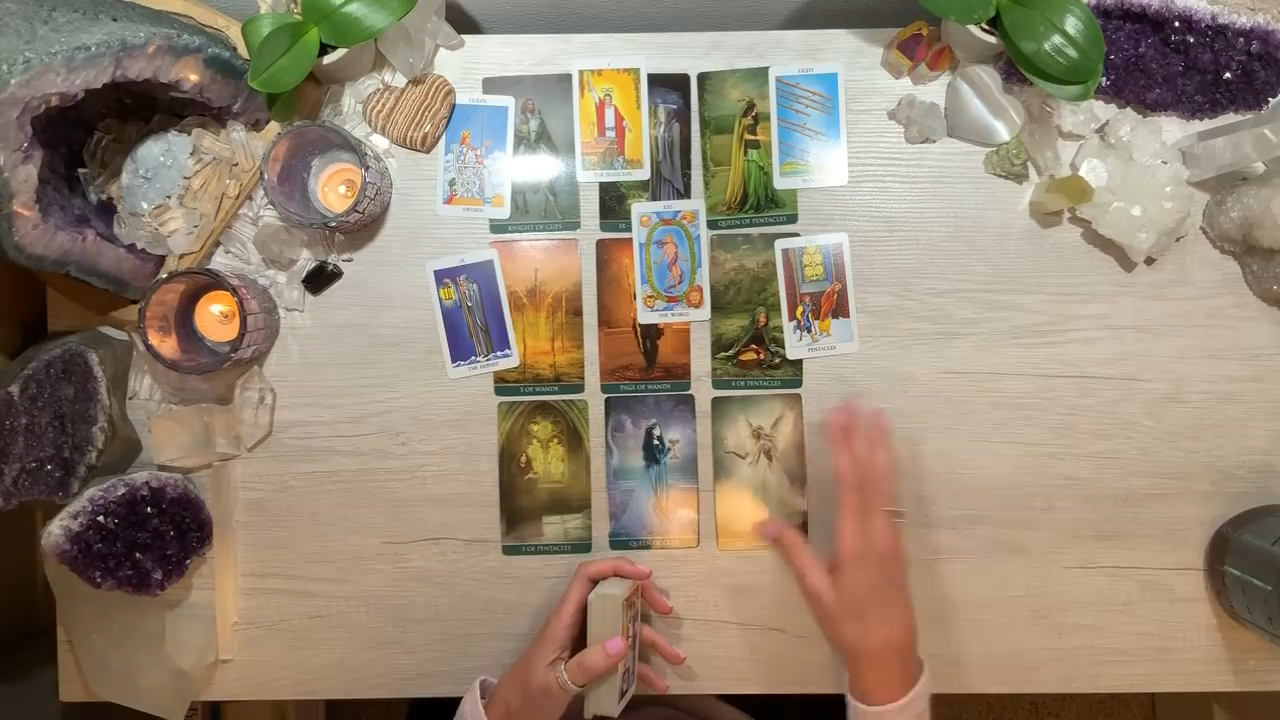 QUEEN
SWORDS
KNIGHT OF CUPS
I
THE MAGICIAN
IX
QUEEN OF PENTACLES
EIGHT
IX
THE HERMIT
5 OF WANDS
PAGE OF WANDS
XXI
THE WORLD
4 OF PENTACLES
PENTACLES
5 OF PENTACLES
QUEEN OF CUPS